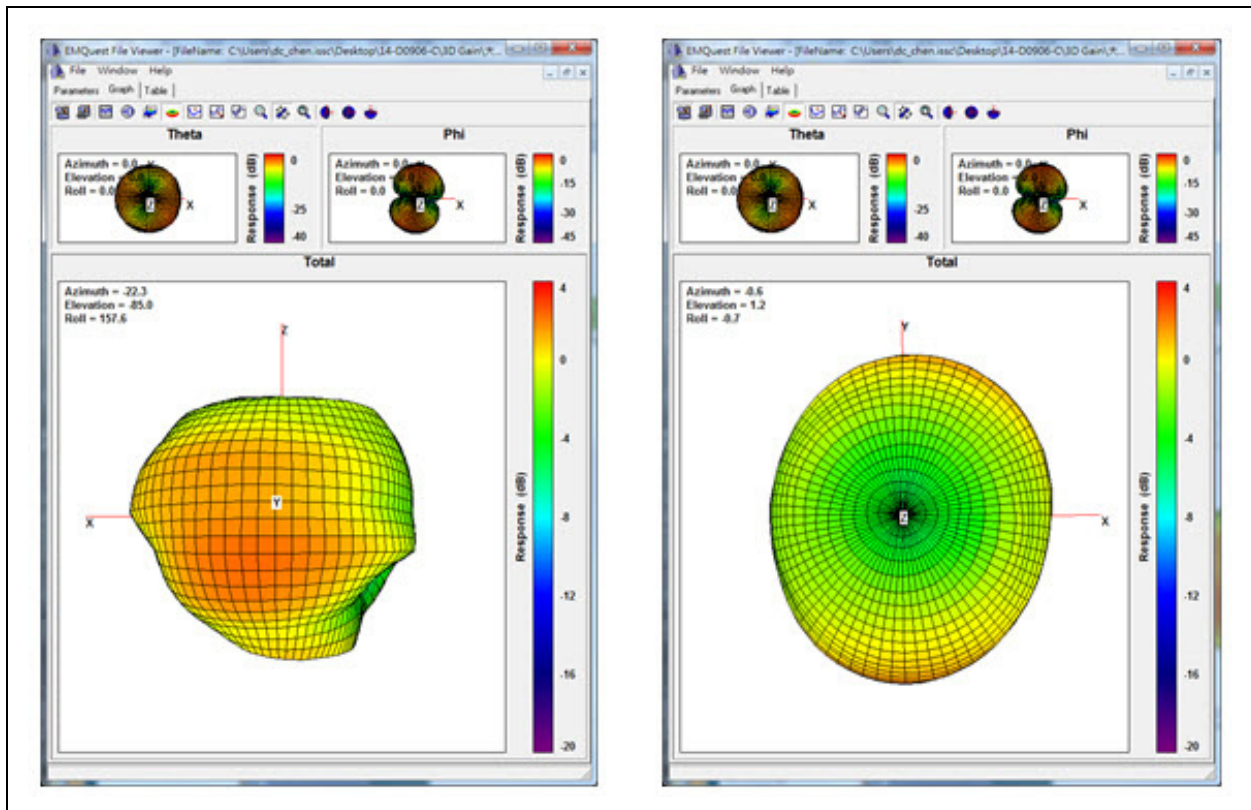 EMQuest File Viewer - [FileName: C:\Users\dc_chen.issc\Desktop\14-D0906-C\3D Gain\大...
File Window Help
Parameters Graph Table
Theta
Phi
Azimuth = 0.0
Elevation = 0.0
Roll = 0.0
Z
X
Response (dB)
0
-25
-40
Azimuth = 0.0
Elevation
Roll = 0.0
Z
X
Response (dB)
0
-15
-30
-45
Total
Azimuth = -22.3
Elevation = -85.0
Roll = 157.6
Z
Y
X
Response (dB)
4
0
-4
-8
-12
-16
-20
EMQuest File Viewer - [FileName: C:\Users\dc_chen.issc\Desktop\14-D0906-C\3D Gain\大...
File Window Help
Parameters Graph Table
Theta
Phi
Azimuth = 0.0
Elevation = 0.0
Roll = 0.0
Z
X
Response (dB)
0
-25
-40
Azimuth = 0.0
Elevation
Roll = 0.0
Z
X
Response (dB)
0
-15
-30
-45
Total
Azimuth = -0.6
Elevation = 1.2
Roll = -0.7
Y
Z
X
Response (dB)
4
0
-4
-8
-12
-16
-20